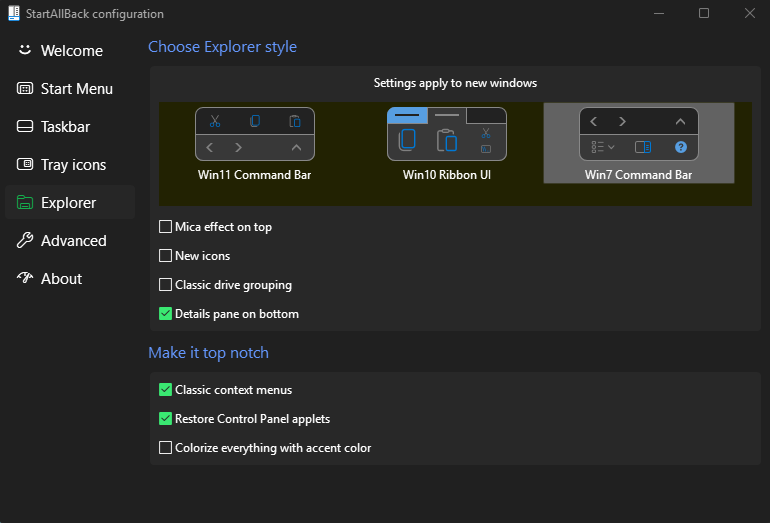 StartAllBack configuration
Welcome
Start Menu
Taskbar
Tray icons
Explorer
Advanced
About
Choose Explorer style
Settings apply to new windows
Win11 Command Bar
Win10 Ribbon UI
Win7 Command Bar
Mica effect on top
New icons
Classic drive grouping
Details pane on bottom
Make it top notch
Classic context menus
Restore Control Panel applets
Colorize everything with accent color